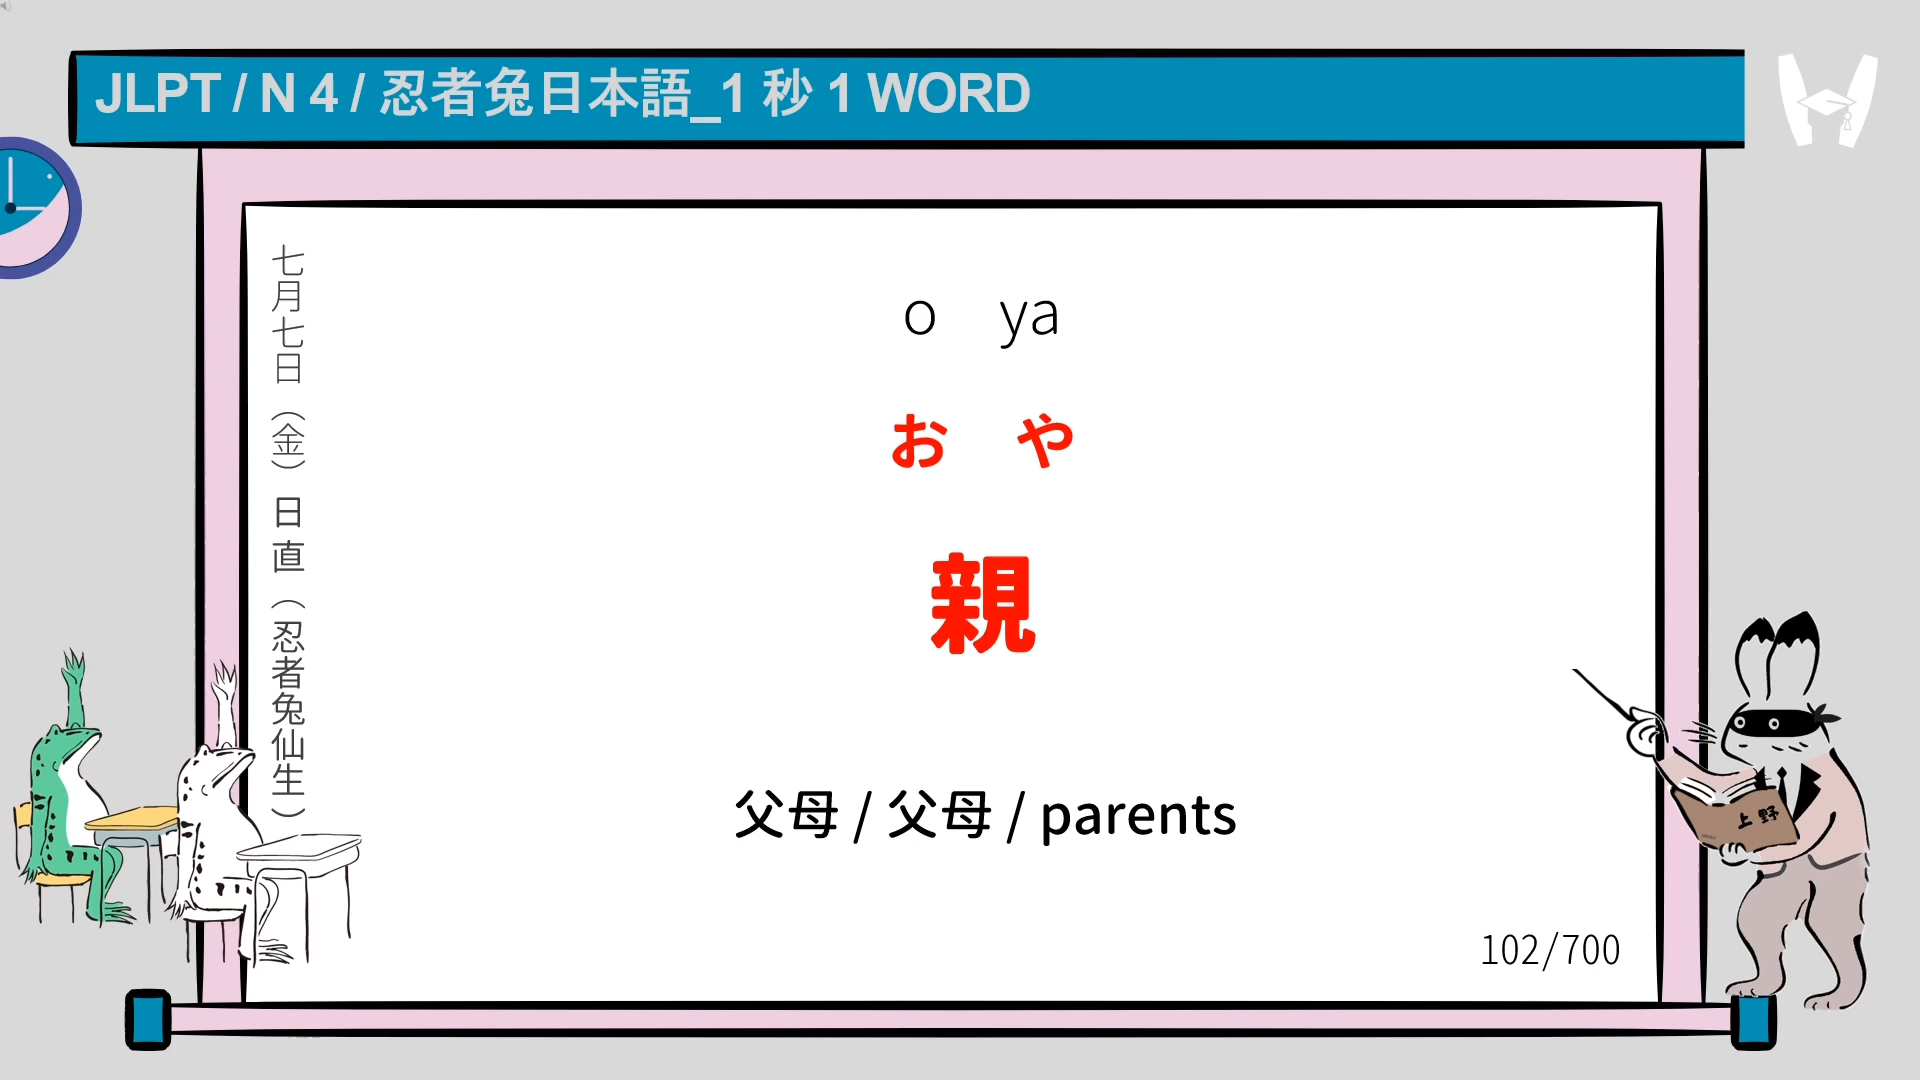 JLPT / N 4 / 忍者兔日本語_1 秒 1 WORD
七月七日（金）日直（忍者兔仙生）
o ya
お や
親
父母 / 父母 / parents
上野
102/700